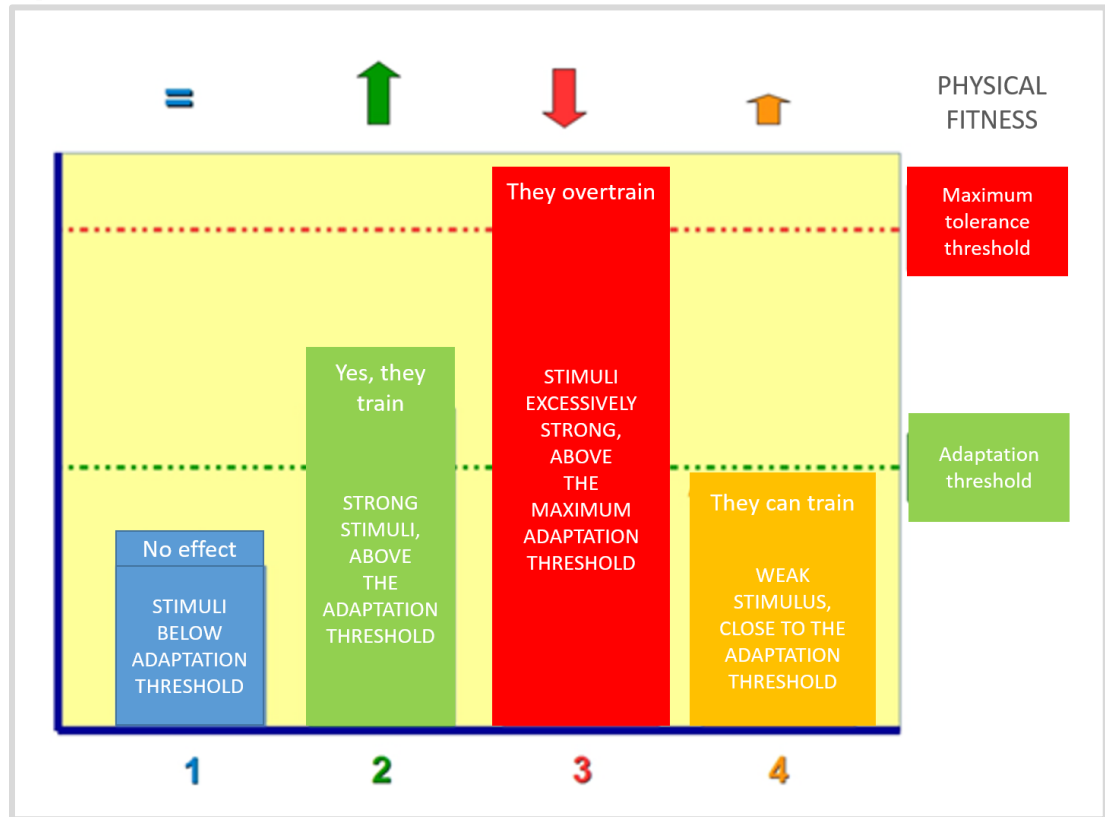 =
PHYSICAL
FITNESS
They overtrain
Maximum
tolerance
threshold
Yes, they
train
STIMULI
EXCESSIVELY
STRONG,
ABOVE
THE
MAXIMUM
ADAPTATION
THRESHOLD
Adaptation
threshold
No effect
STIMULI
BELOW
ADAPTATION
THRESHOLD
STRONG
STIMULI,
ABOVE
THE
ADAPTATION
THRESHOLD
They can train
WEAK
STIMULUS,
CLOSE TO THE
ADAPTATION
THRESHOLD
1
2
3
4